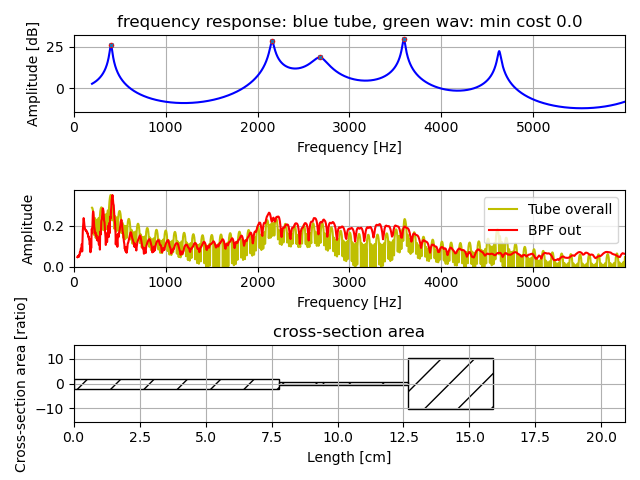 frequency response: blue tube, green wav: min cost 0.0
Amplitude [dB]
25
0
0 1000 2000 3000 4000 5000
Frequency [Hz]
Amplitude
0.2
0.0
Tube overall
BPF out
0 1000 2000 3000 4000 5000
Frequency [Hz]
cross-section area
Cross-section area [ratio]
10
0
−10
0.0 2.5 5.0 7.5 10.0 12.5 15.0 17.5 20.0
Length [cm]